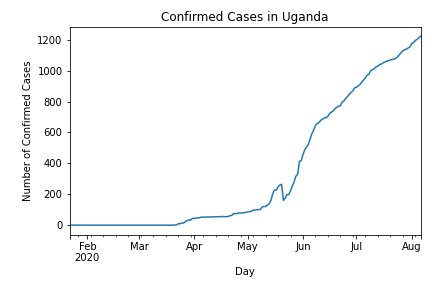 Confirmed Cases in Uganda
Number of Confirmed Cases
1200
1000
800
600
400
200
0
Feb Mar Apr May Jun Jul Aug
2020
Day